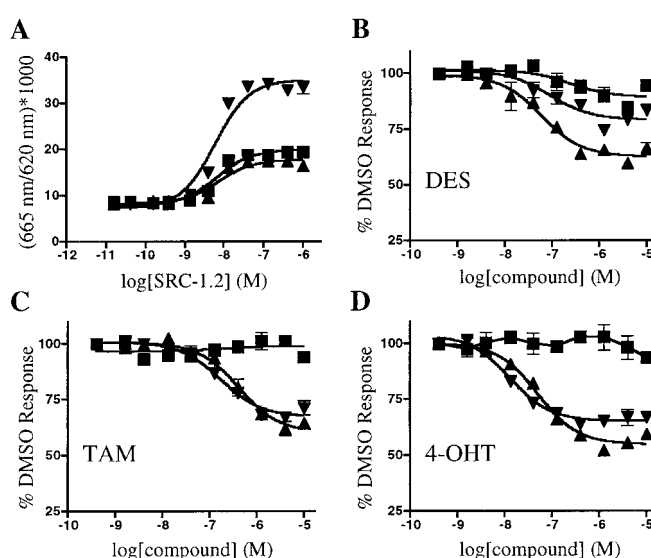 A
(665 nm/620 nm)*1000
40
30
20
10
0
-12 -11 -10 -9 -8 -7 -6 -5
log[SRC-1.2] (M)
B
% DMSO Response
100
75
50
25
DES
-10 -9 -8 -7 -6 -5
log[compound] (M)
C
% DMSO Response
100
75
50
25
TAM
-10 -9 -8 -7 -6 -5
log[compound] (M)
D
% DMSO Response
100
75
50
25
4-OHT
-10 -9 -8 -7 -6 -5
log[compound] (M)